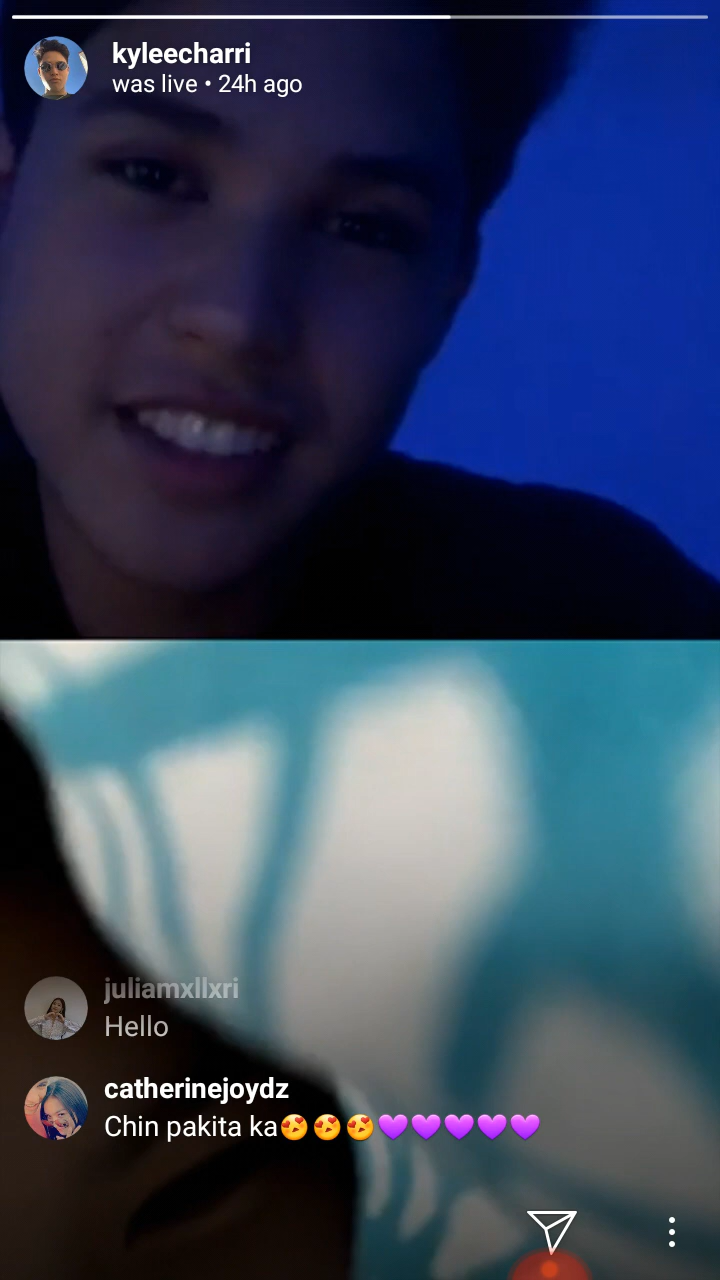 kyleecharri
was live • 24h ago
juliamxllxri
Hello
catherinejoydz
Chin pakita ka😍😍😍💜💜💜💜💜